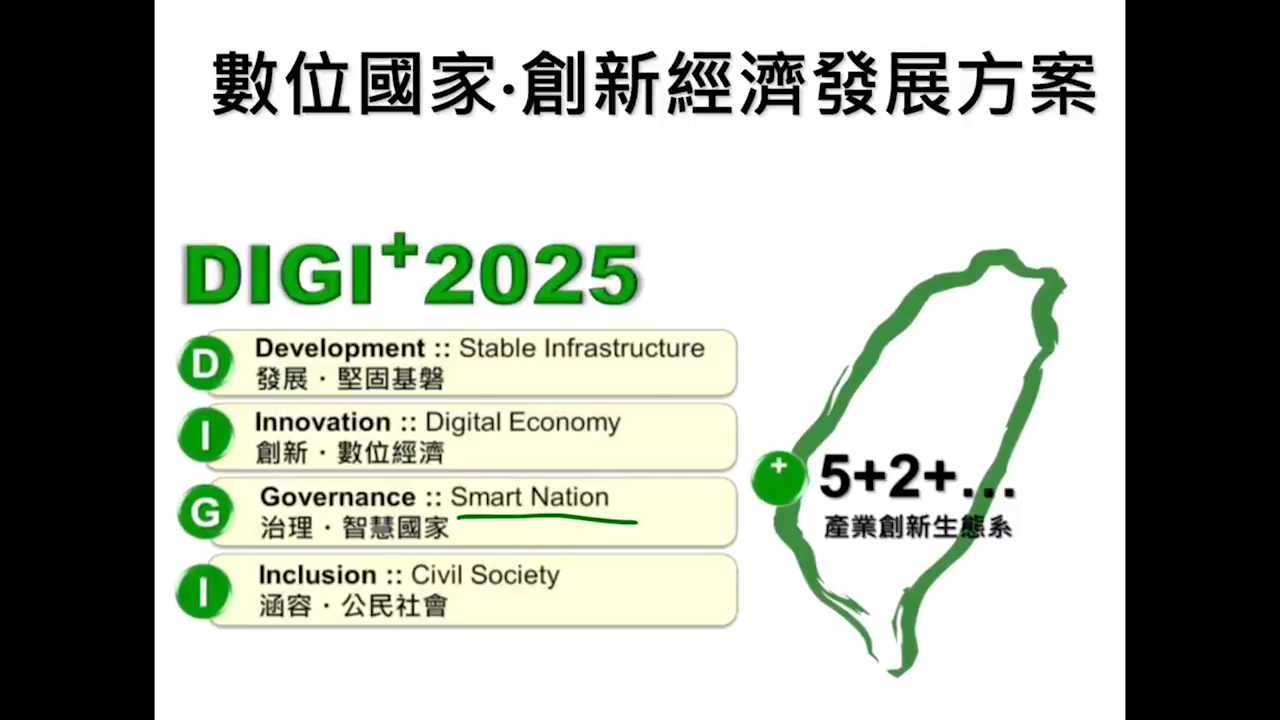 數位國家·創新經濟發展方案
DIGI+2025
D
Development :: Stable Infrastructure
發展・堅固基磐
I
Innovation :: Digital Economy
創新・數位經濟
G
Governance :: Smart Nation
治理・智慧國家
I
Inclusion :: Civil Society
涵容・公民社會
+
5+2+...
產業創新生態系